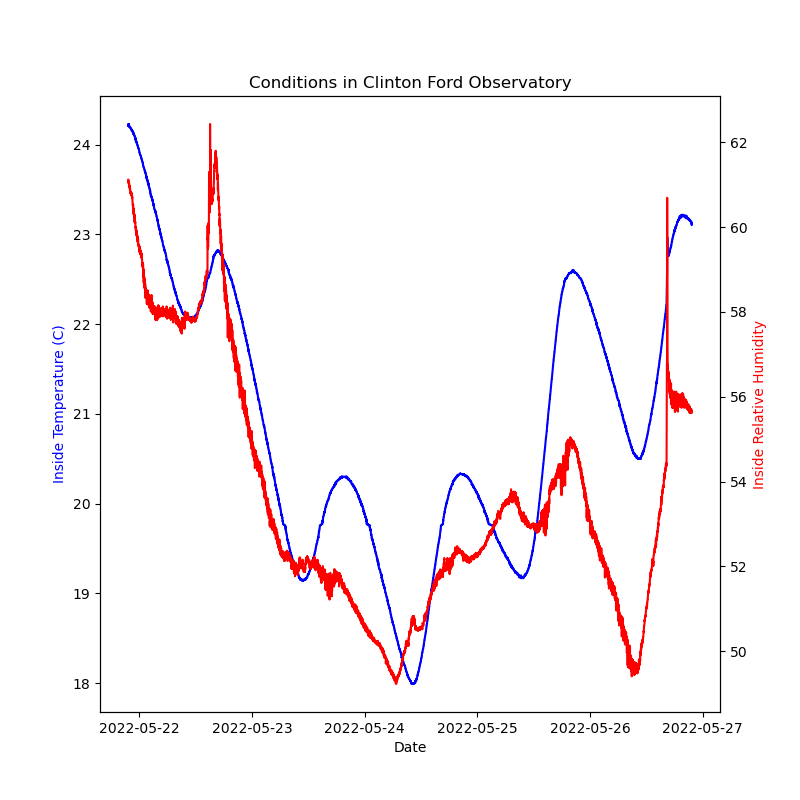 Conditions in Clinton Ford Observatory
24
23
22
21
20
19
18
Inside Temperature (C)
62
60
58
56
54
52
50
Inside Relative Humidity
2022-05-22 2022-05-23 2022-05-24 2022-05-25 2022-05-26 2022-05-27
Date